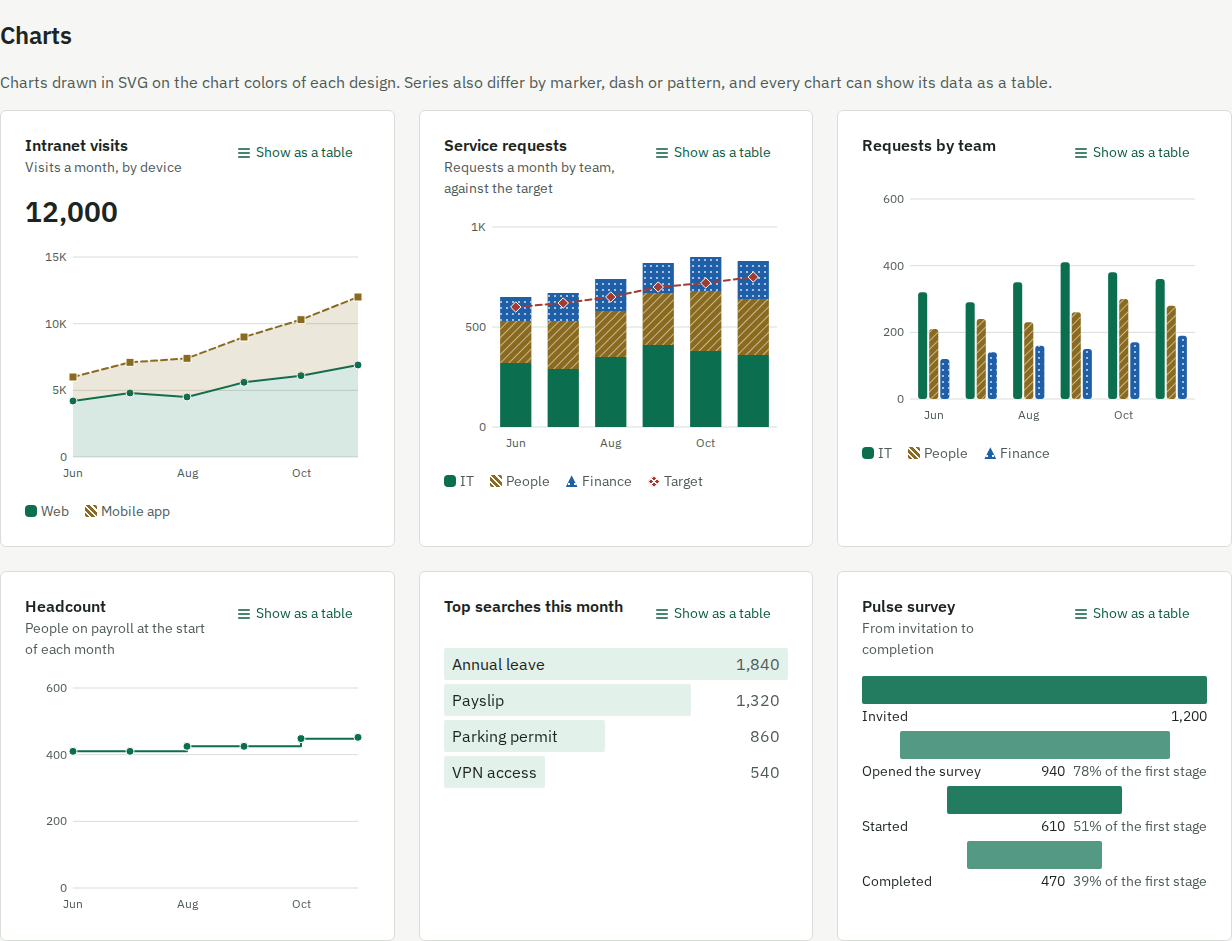 Charts
Charts drawn in SVG on the chart colors of each design. Series also differ by marker, dash or pattern, and every chart can show its data as a table.
Intranet visits
Show as a table
Visits a month, by device
12,000
15K
10K
5K
0
Jun Aug Oct
Web Mobile app
Service requests
Show as a table
Requests a month by team,
against the target
1K
500
0
Jun Aug Oct
IT People Finance Target
Requests by team
Show as a table
600
400
200
0
Jun Aug Oct
IT People Finance
Headcount
Show as a table
People on payroll at the start
of each month
600
400
200
0
Jun Aug Oct
Top searches this month
Show as a table
Annual leave 1,840
Payslip 1,320
Parking permit 860
VPN access 540
Pulse survey
Show as a table
From invitation to
completion
Invited 1,200
Opened the survey 940 78% of the first stage
Started 610 51% of the first stage
Completed 470 39% of the first stage